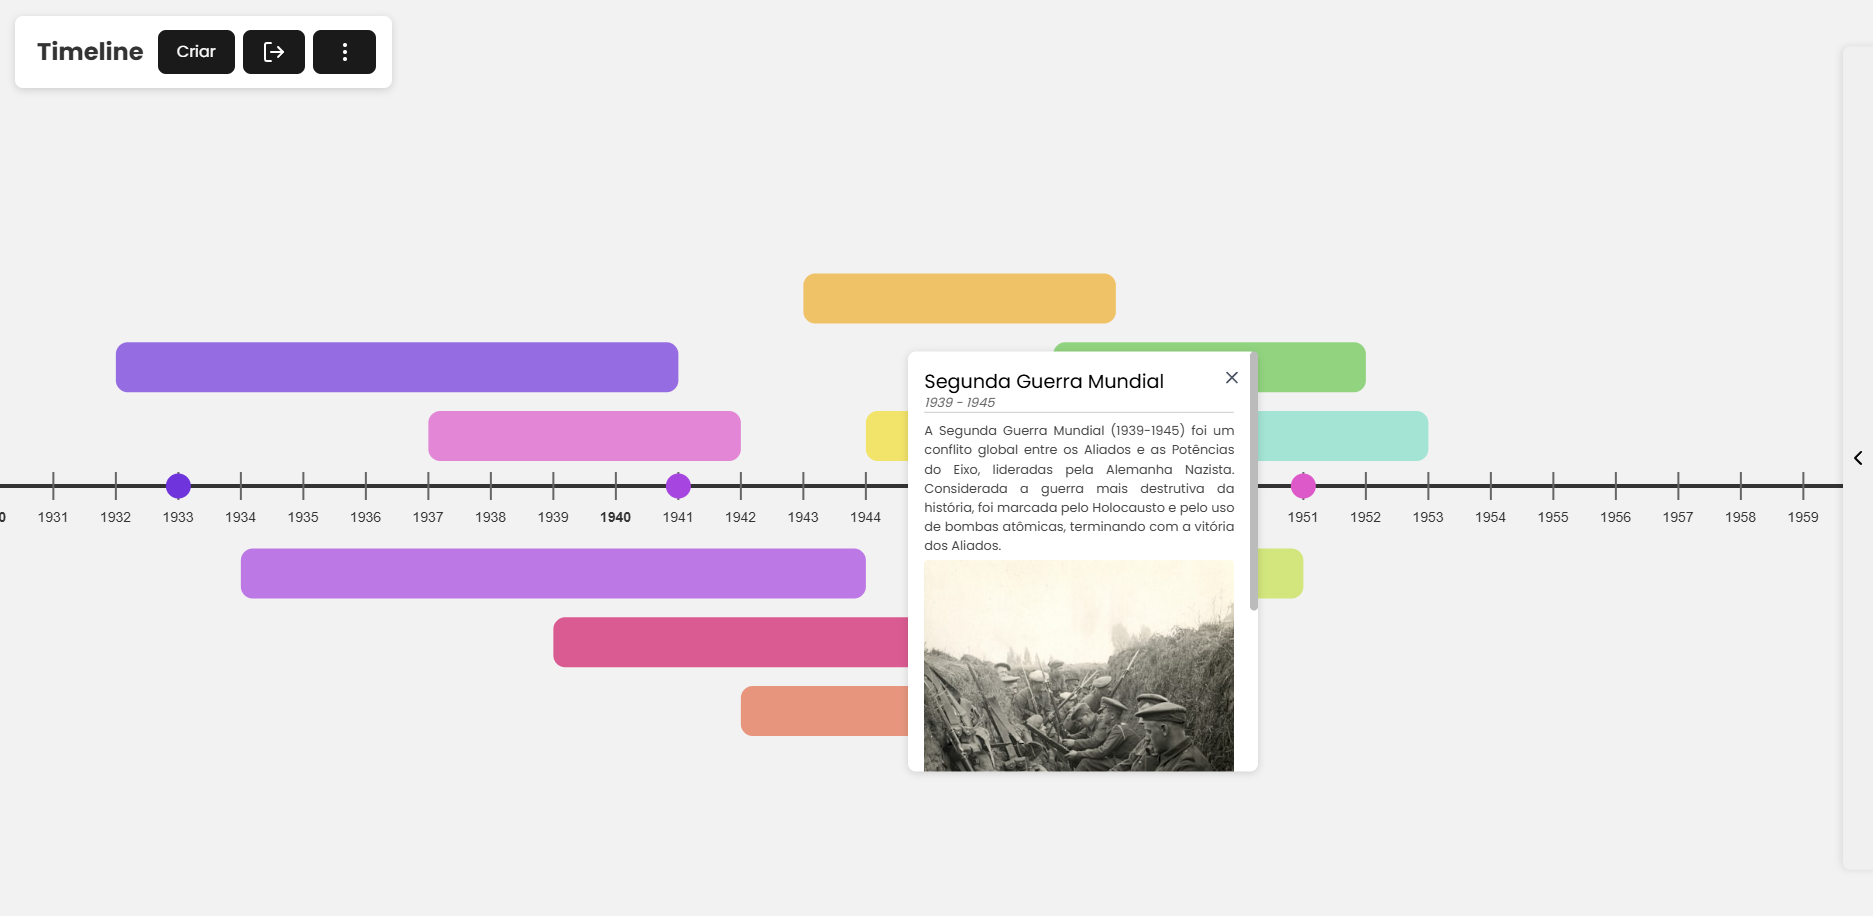 Timeline Criar
Segunda Guerra Mundial
1939 - 1945
A Segunda Guerra Mundial (1939-1945) foi um
conflito global entre os Aliados e as Potências
do Eixo, lideradas pela Alemanha Nazista.
Considerada a guerra mais destrutiva da
história, foi marcada pelo Holocausto e pelo uso
de bombas atômicas, terminando com a vitória
dos Aliados.
0 1931 1932 1933 1934 1935 1936 1937 1938 1939 1940 1941 1942 1943 1944 1951 1952 1953 1954 1955 1956 1957 1958 1959